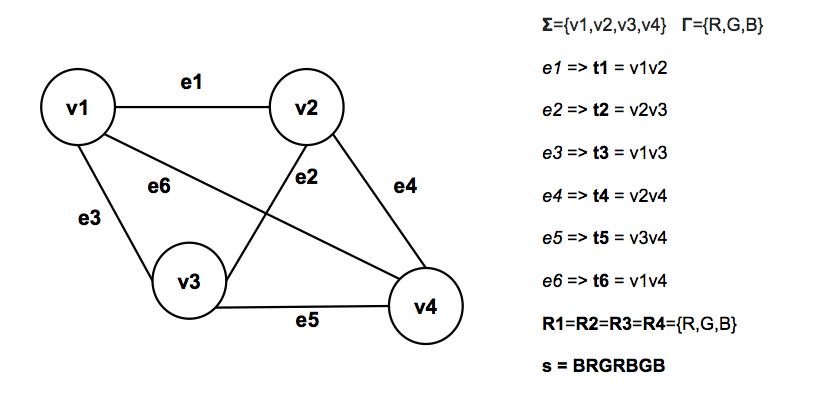 Σ={v1,v2,v3,v4} Γ={R,G,B}
e1 => t1 = v1v2
e2 => t2 = v2v3
e3 => t3 = v1v3
e4 => t4 = v2v4
e5 => t5 = v3v4
e6 => t6 = v1v4
R1=R2=R3=R4={R,G,B}
s = BRGRBGB
e1
v1
v2
e2
e6
e4
e3
v3
v4
e5